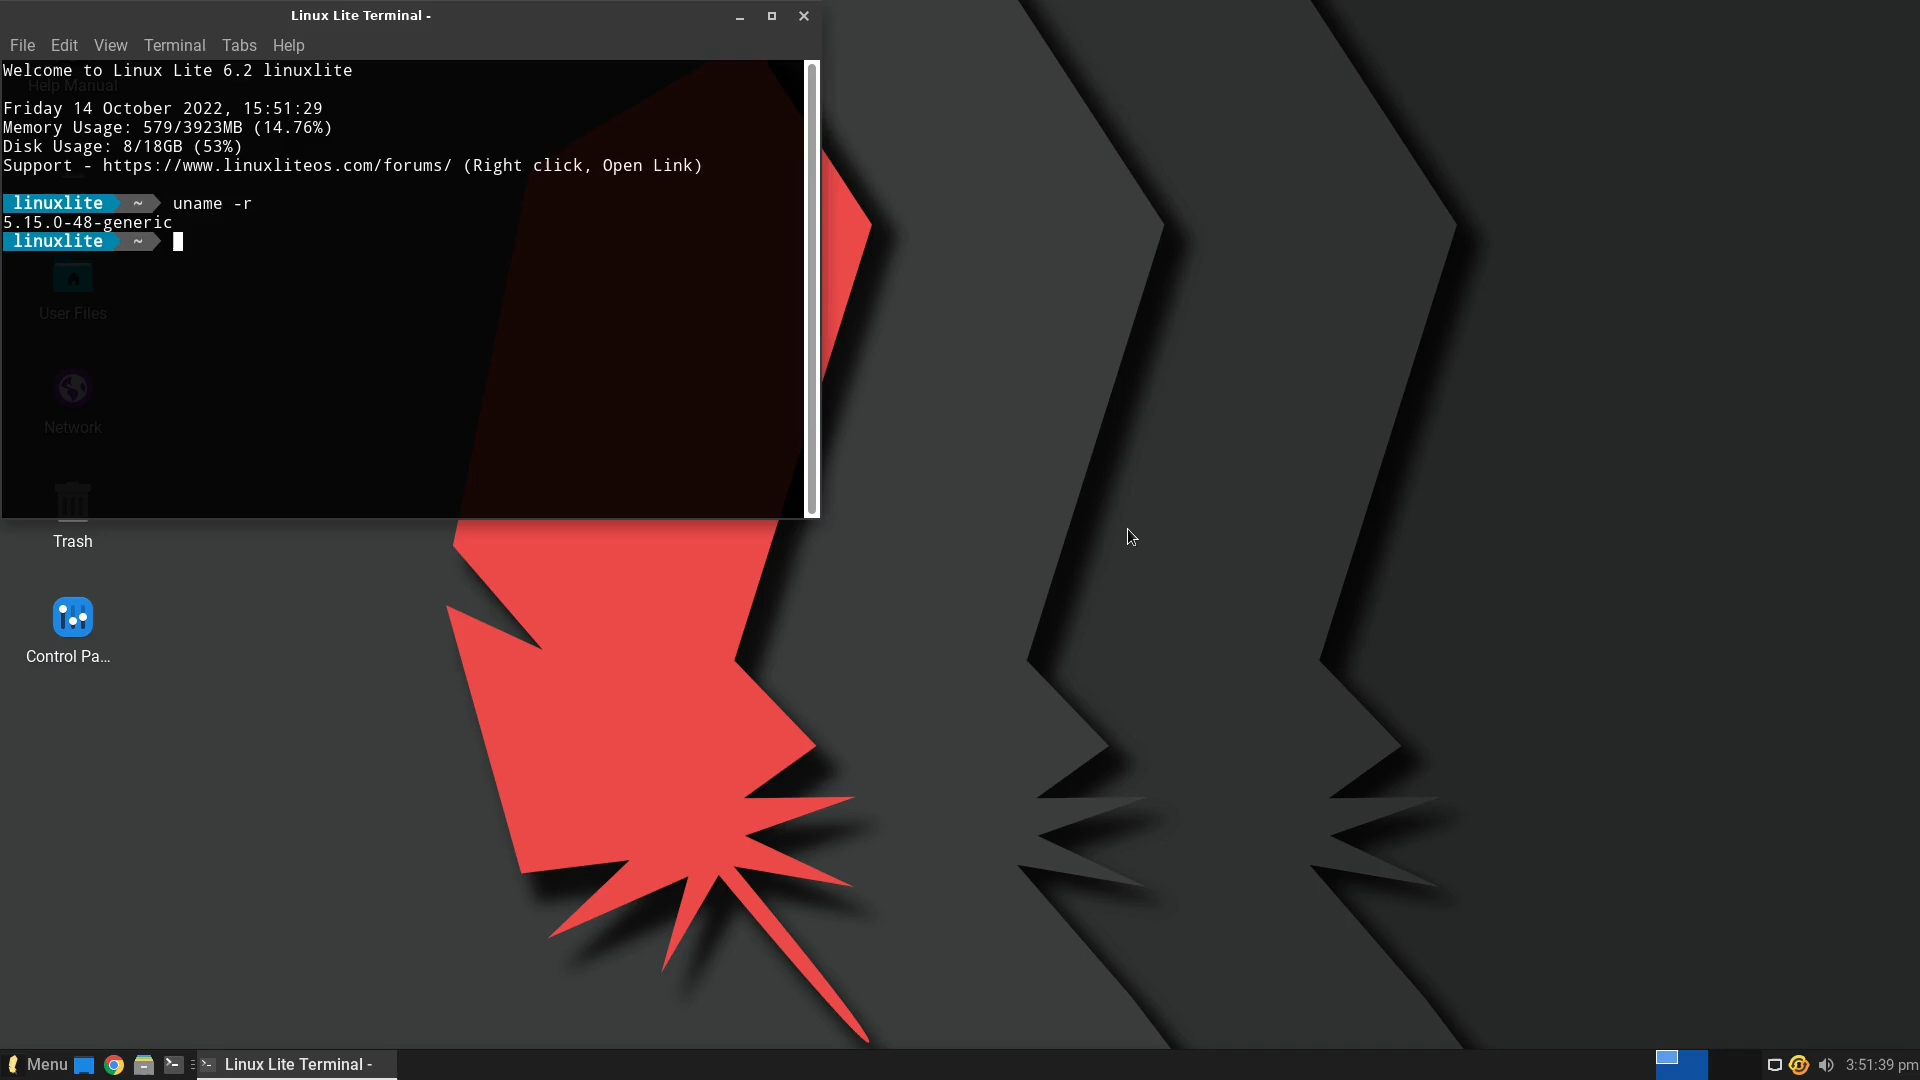 Linux Lite Terminal -
File Edit View Terminal Tabs Help
Welcome to Linux Lite 6.2 linuxlite
Help Manual
Friday 14 October 2022, 15:51:29
Memory Usage: 579/3923MB (14.76%)
Disk Usage: 8/18GB (53%)
Support - https://www.linuxliteos.com/forums/ (Right click, Open Link)
linuxlite ~ uname -r
5.15.0-48-generic
linuxlite ~
User Files
Network
Trash
Control Pa...
Menu Linux Lite Terminal - 3:51:39 pm